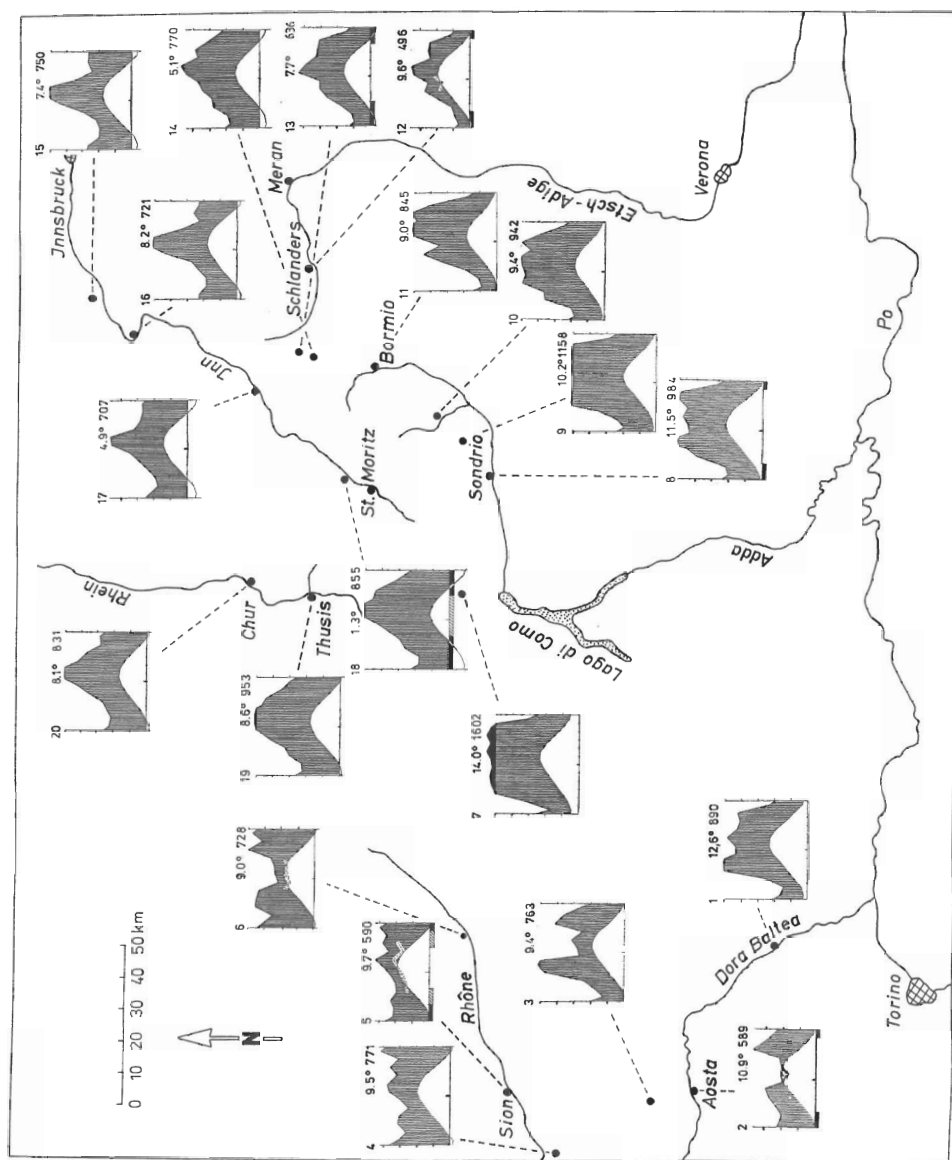 15 7.4° 750
14 5.1° 770
13 7.7° 636
12 9.6° 496
Jnnsbruck
Meran
16 8.2° 721
Schlanders
11 9.0° 845
Etsch-Adige
Verona
10 9.4° 942
Bormio
Jnn
17 4.9° 707
9 10.2° 1158
8 11.5° 984
Po
St. Moritz
Sondrio
Rhein
Chur
Thusis
18 1.3° 855
Adda
Lago di Como
20 8.1° 831
19 8.6° 953
7 14.0° 1602
6 9.0° 728
1 12,6° 890
0 10 20 30 40 50 km
N
5 9.7° 590
Rhône
3 9.4° 763
Dora Baltea
Torino
4 9.5° 771
Sion
Aosta
2 10.9° 589